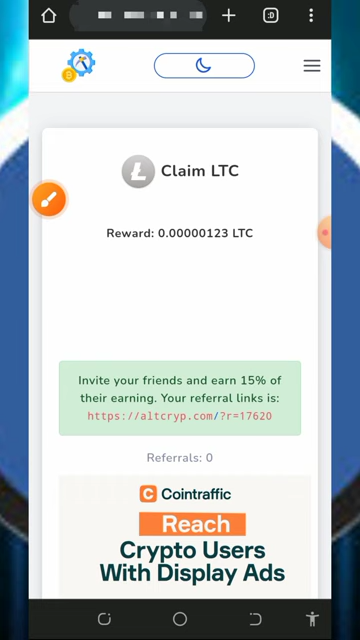 :D
Claim LTC
Reward: 0.00000123 LTC
Invite your friends and earn 15% of
their earning. Your referral links is:
https://altcryp.com/?r=17620
Referrals: 0
Cointraffic
Reach
Crypto Users
With Display Ads